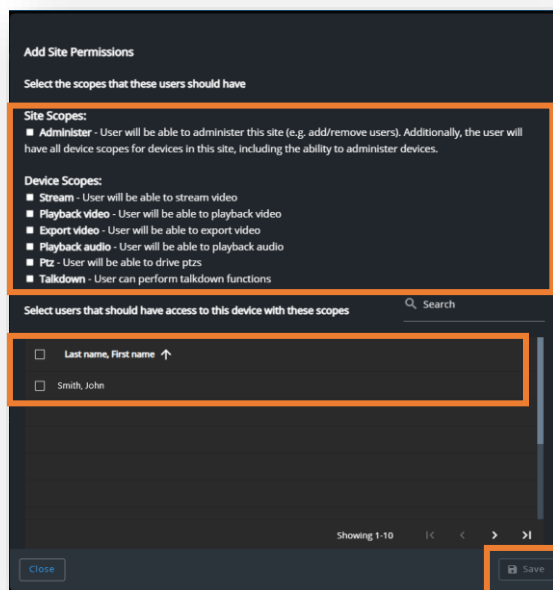 Add Site Permissions
Select the scopes that these users should have
Site Scopes:
Administer - User will be able to administer this site (e.g. add/remove users). Additionally, the user will
have all device scopes for devices in this site, including the ability to administer devices.
Device Scopes:
Stream - User will be able to stream video
Playback video - User will be able to playback video
Export video - User will be able to export video
Playback audio - User will be able to playback audio
Ptz - User will be able to drive ptzs
Talkdown - User can perform talkdown functions
Select users that should have access to this device with these scopes
Search
Last name, First name
Smith, John
Showing 1-10
Close
Save